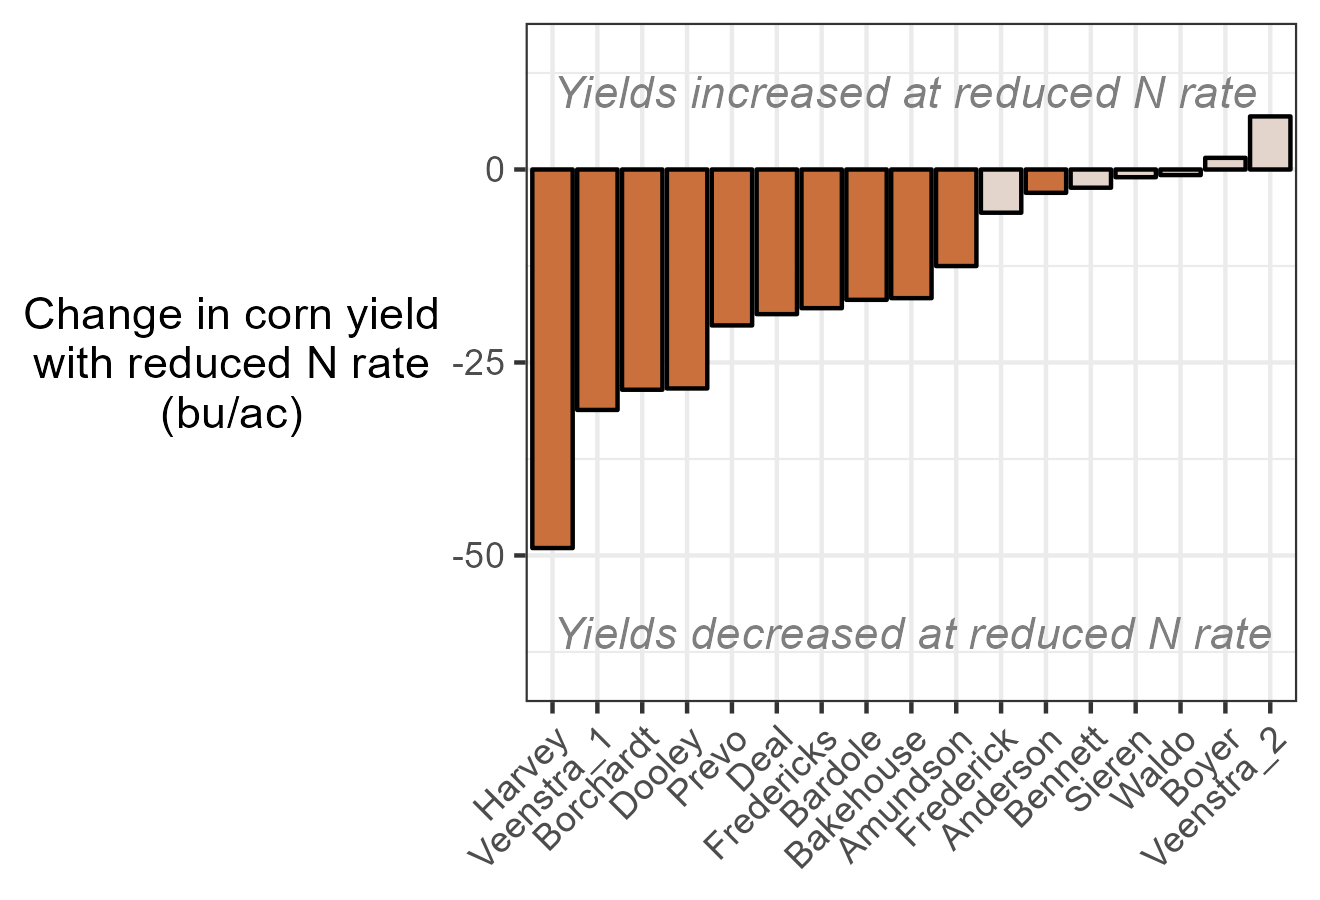 Yields increased at reduced N rate
0
Change in corn yield
with reduced N rate
(bu/ac)
-25
-50
Yields decreased at reduced N rate
Harvey
Veenstra_1
Borchardt
Dooley
Prevo
Deal
Fredericks
Bardole
Bakehouse
Amundson
Frederick
Anderson
Bennett
Sieren
Waldo
Boyer
Veenstra_2